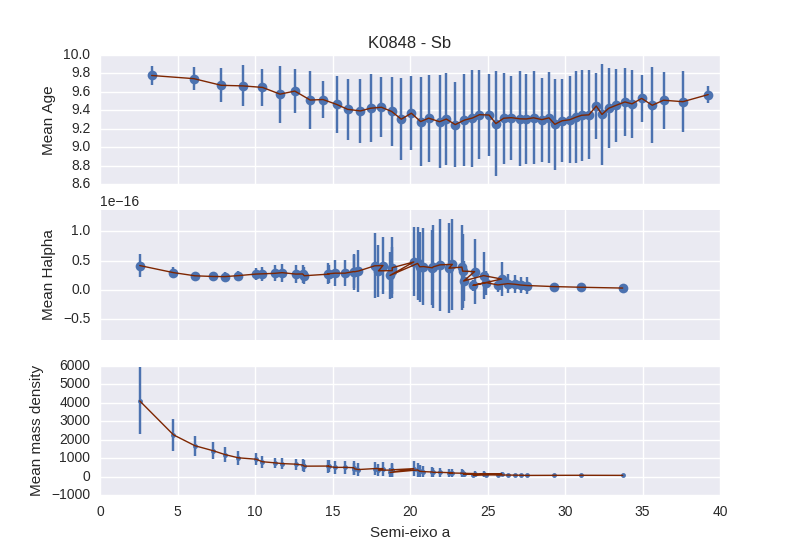 K0848 - Sb
10.0
9.8
9.6
9.4
9.2
9.0
8.8
8.6
Mean Age
1e−16
1.0
0.5
0.0
−0.5
Mean Halpha
6000
5000
4000
3000
2000
1000
0
−1000
Mean mass density
0 5 10 15 20 25 30 35 40
Semi-eixo a